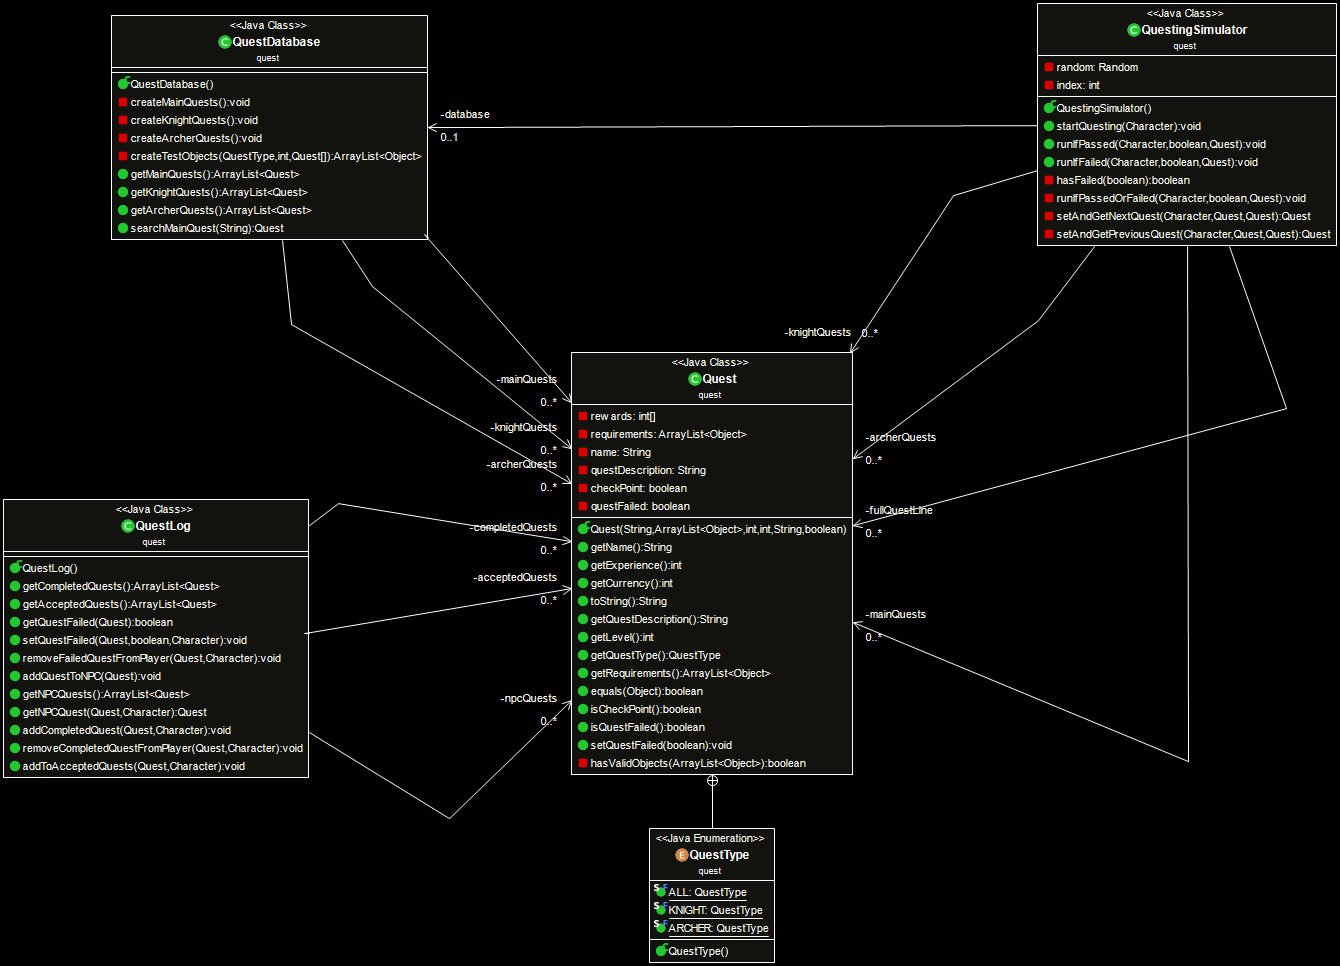 <<Java Class>>
QuestDatabase
quest
QuestDatabase()
createMainQuests():void
createKnightQuests():void
createArcherQuests():void
createTestObjects(QuestType,int,Quest[]):ArrayList<Object>
getMainQuests():ArrayList<Quest>
getKnightQuests():ArrayList<Quest>
getArcherQuests():ArrayList<Quest>
searchMainQuest(String):Quest
-database
0..1
<<Java Class>>
QuestingSimulator
quest
random: Random
index: int
QuestingSimulator()
startQuesting(Character):void
runIfPassed(Character,boolean,Quest):void
runIfFailed(Character,boolean,Quest):void
hasFailed(boolean):boolean
runIfPassedOrFailed(Character,boolean,Quest):void
setAndGetNextQuest(Character,Quest,Quest):Quest
setAndGetPreviousQuest(Character,Quest,Quest):Quest
-knightQuests 0..*
-mainQuests
0..*
-knightQuests
0..*
-archerQuests
0..*
<<Java Class>>
Quest
quest
rewards: int[]
requirements: ArrayList<Object>
name: String
questDescription: String
checkPoint: boolean
questFailed: boolean
Quest(String,ArrayList<Object>,int,int,String,boolean)
getName():String
getExperience():int
getCurrency():int
toString():String
getQuestDescription():String
getLevel():int
getQuestType():QuestType
getRequirements():ArrayList<Object>
equals(Object):boolean
isCheckPoint():boolean
isQuestFailed():boolean
setQuestFailed(boolean):void
hasValidObjects(ArrayList<Object>):boolean
-archerQuests
0..*
-fullQuestLine
0..*
-mainQuests
0..*
<<Java Class>>
QuestLog
quest
QuestLog()
getCompletedQuests():ArrayList<Quest>
getAcceptedQuests():ArrayList<Quest>
getQuestFailed(Quest):boolean
setQuestFailed(Quest,boolean,Character):void
removeFailedQuestFromPlayer(Quest,Character):void
addQuestToNPC(Quest):void
getNPCQuests():ArrayList<Quest>
getNPCQuest(Quest,Character):Quest
addCompletedQuest(Quest,Character):void
removeCompletedQuestFromPlayer(Quest,Character):void
addToAcceptedQuests(Quest,Character):void
-completedQuests
0..*
-acceptedQuests
0..*
-npcQuests
0..*
<<Java Enumeration>>
QuestType
quest
ALL: QuestType
KNIGHT: QuestType
ARCHER: QuestType
QuestType()